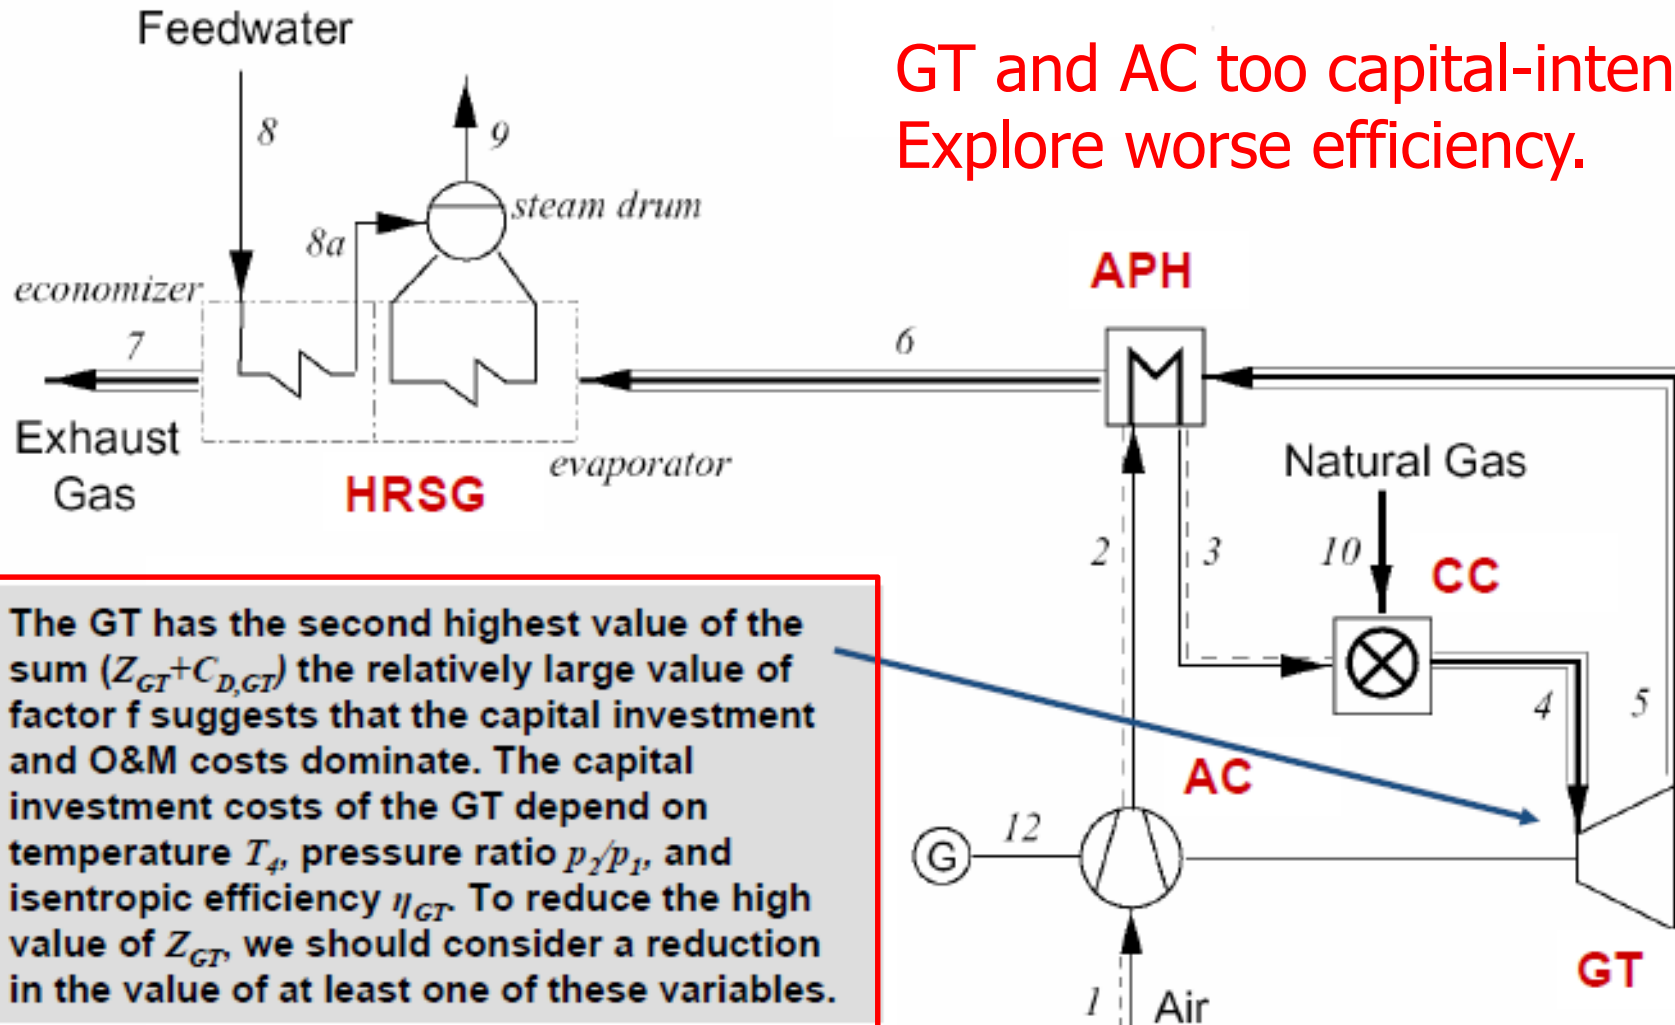 Feedwater
GT and AC too capital-inten
Explore worse efficiency.
8
9
steam drum
8a
economizer
APH
7
6
Exhaust
Gas
HRSG
evaporator
Natural Gas
2
3
10
CC
4
5
The GT has the second highest value of the
sum (Z_GT+C_D,GT) the relatively large value of
factor f suggests that the capital investment
and O&M costs dominate. The capital
investment costs of the GT depend on
temperature T_4, pressure ratio p_2/p_1, and
isentropic efficiency η_GT. To reduce the high
value of Z_GT, we should consider a reduction
in the value of at least one of these variables.
AC
G
12
GT
1
Air